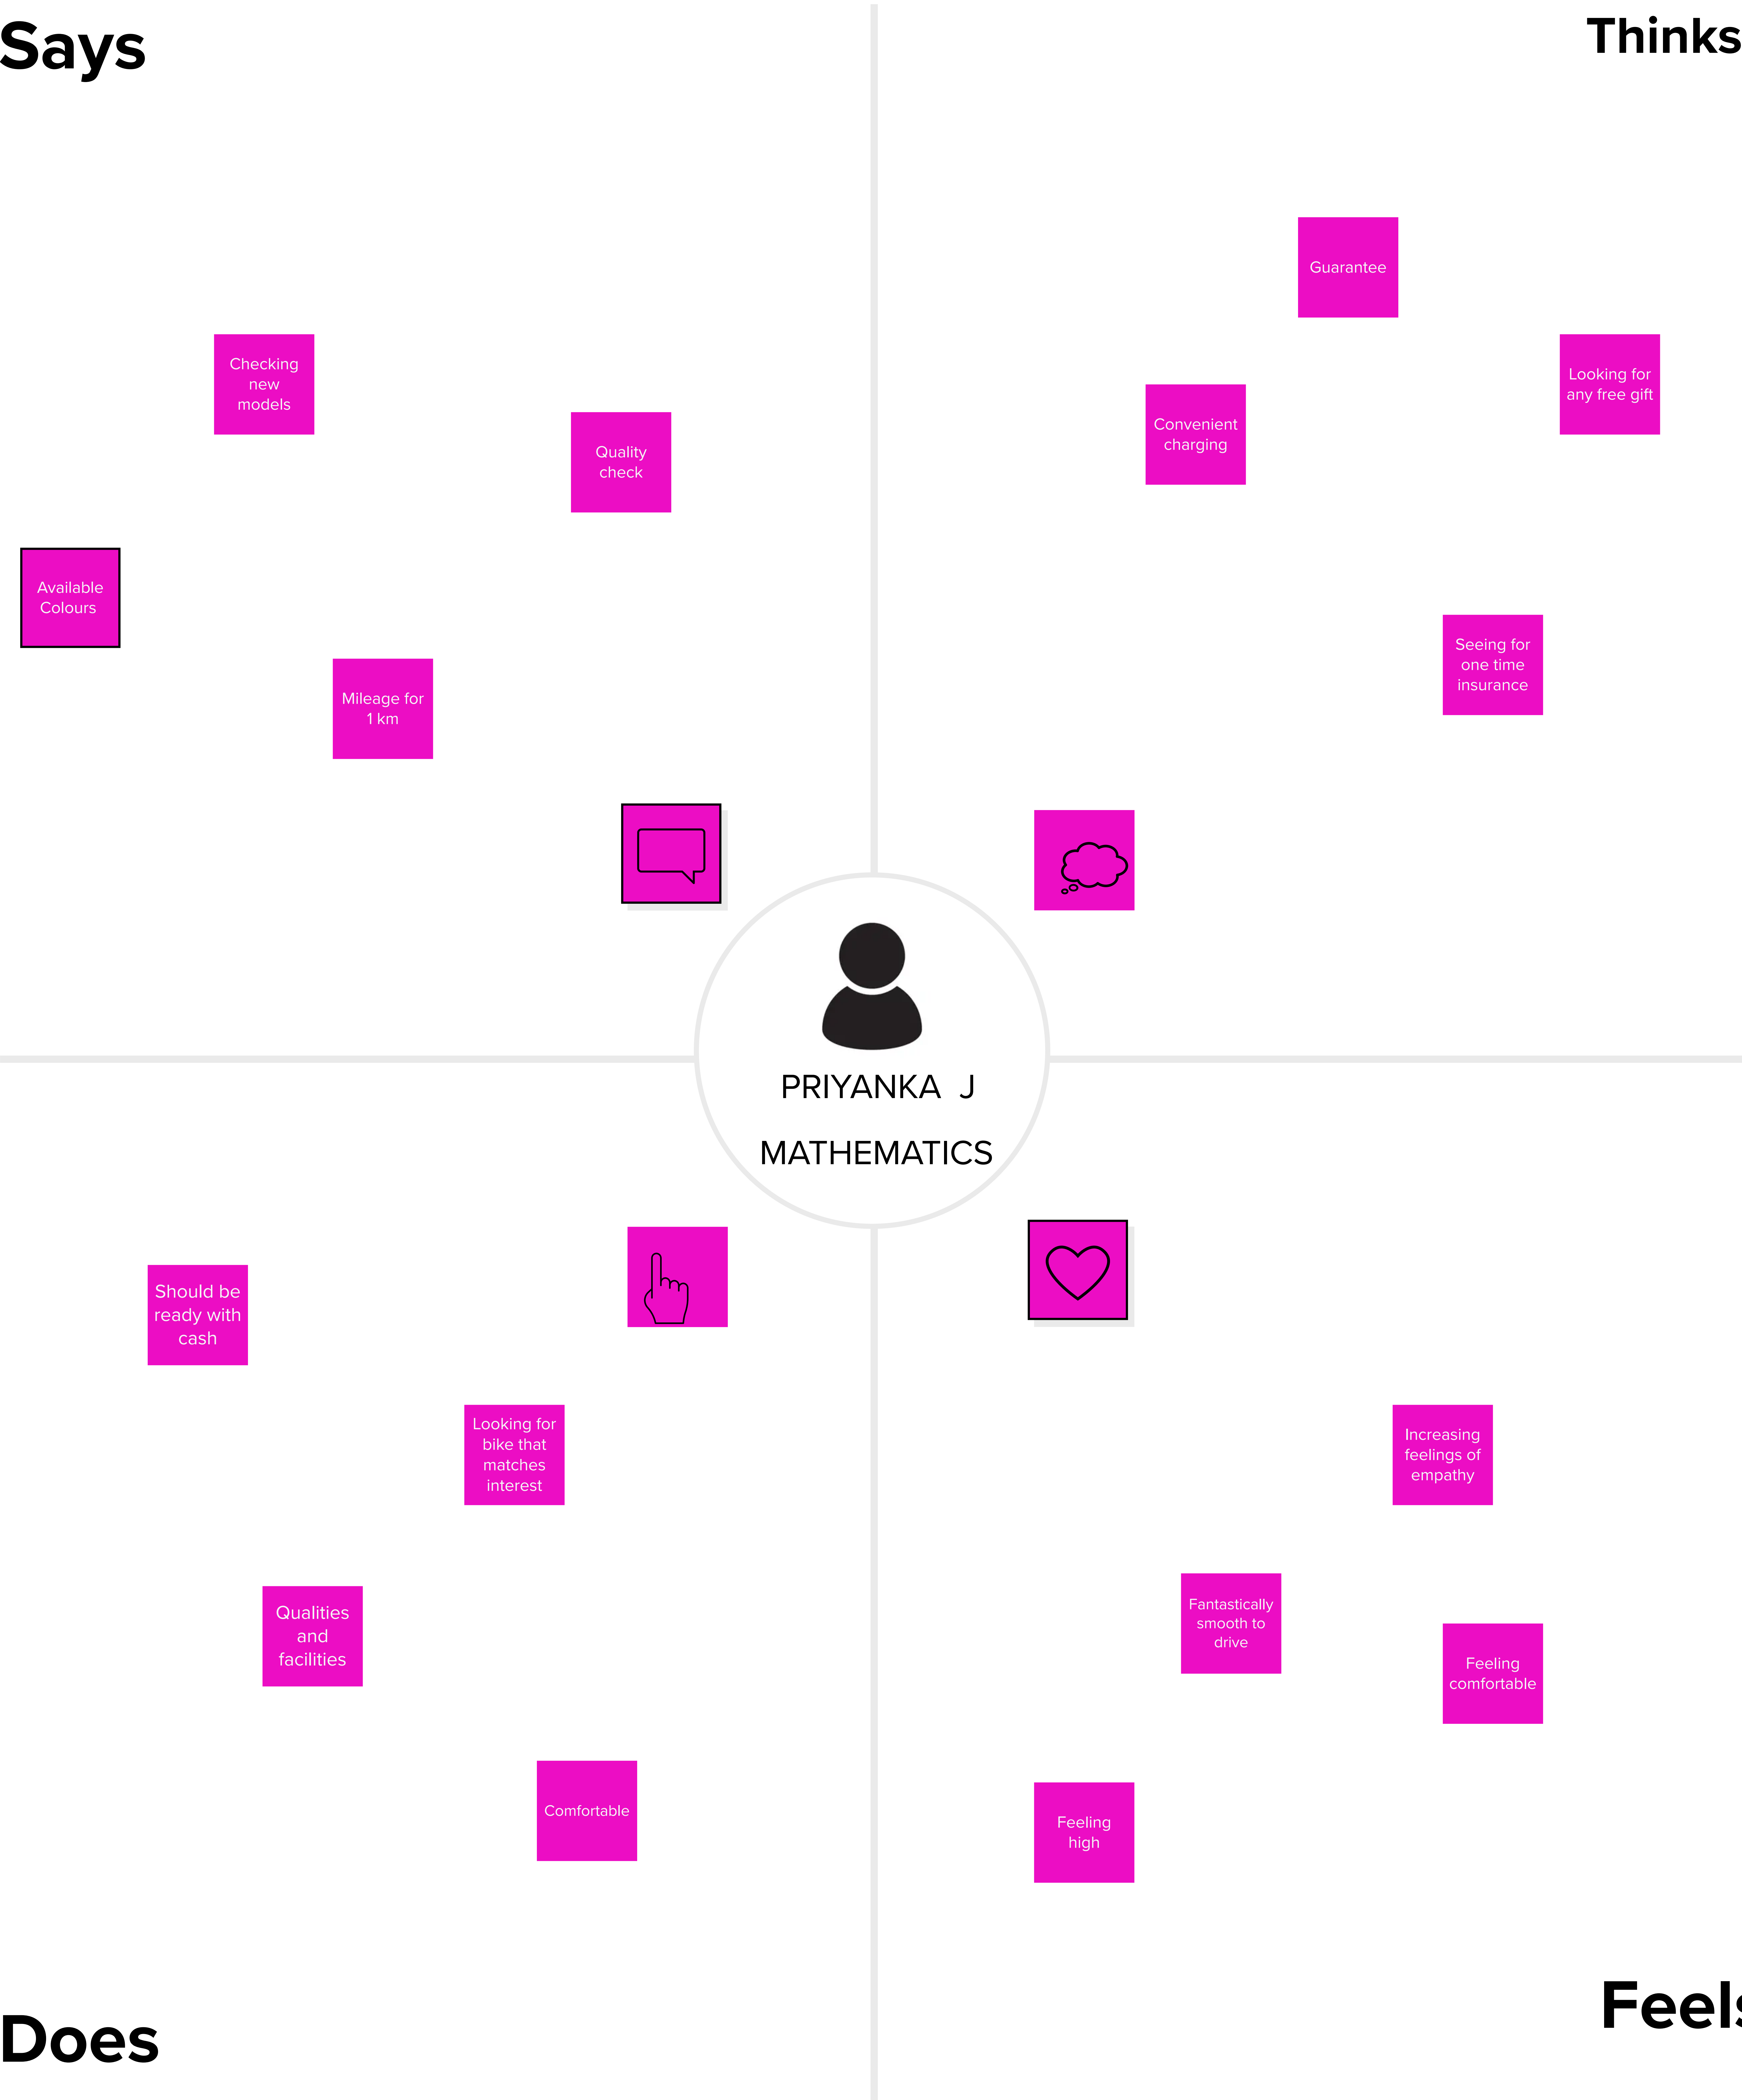 Says
Thinks
Guarantee
Checking
new
models
Looking for
any free gift
Convenient
charging
Quality
check
Available
Colours
Seeing for
one time
insurance
Mileage for
1 km
PRIYANKA J
MATHEMATICS
Should be
ready with
cash
Looking for
bike that
matches
interest
Increasing
feelings of
empathy
Qualities
and
facilities
Fantastically
smooth to
drive
Feeling
comfortable
Comfortable
Feeling
high
Does
Feels